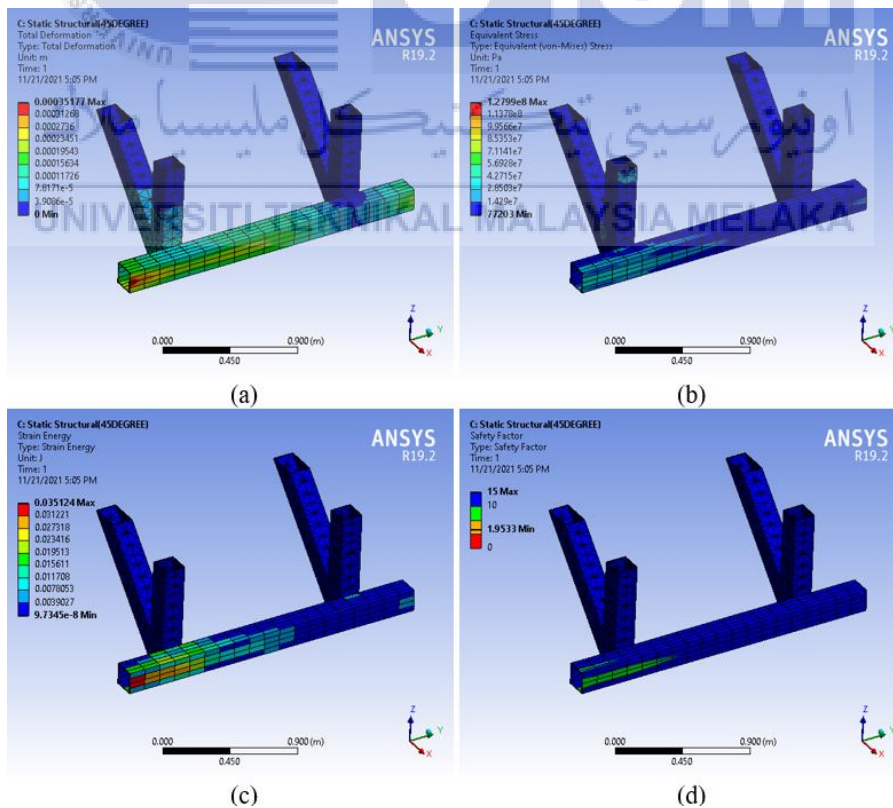 C: Static Structural(45DEGREE)
Total Deformation
Type: Total Deformation
Unit: m
Time: 1
11/21/2021 5:05 PM
0.00035177 Max
0.00031268
0.0002736
0.00023451
0.00019543
0.00015634
0.00011726
7.8171e-5
3.9086e-5
0 Min
ANSYS
R19.2
0.000
0.900 (m)
0.450
Z
Y
X
(a)
C: Static Structural(45DEGREE)
Equivalent Stress
Type: Equivalent (von-Mises) Stress
Unit: Pa
Time: 1
11/21/2021 5:05 PM
1.2799e8 Max
1.1378e8
9.9566e7
8.5353e7
7.1141e7
5.6928e7
4.2715e7
2.8503e7
1.429e7
77203 Min
ANSYS
R19.2
0.000
0.900 (m)
0.450
Z
Y
X
(b)
اونيۏرسيتي تيكنيكل مليسيا ملاك
UNIVERSITI TEKNIKAL MALAYSIA MELAKA
C: Static Structural(45DEGREE)
Strain Energy
Type: Strain Energy
Unit: J
Time: 1
11/21/2021 5:05 PM
0.035124 Max
0.031221
0.027318
0.023416
0.019513
0.015611
0.011708
0.0078053
0.0039027
9.7345e-8 Min
ANSYS
R19.2
0.000
0.900 (m)
0.450
Z
Y
X
(c)
C: Static Structural(45DEGREE)
Safety Factor
Type: Safety Factor
Time: 1
11/21/2021 5:05 PM
15 Max
10
1.9533 Min
0
ANSYS
R19.2
0.000
0.900 (m)
0.450
Z
Y
X
(d)